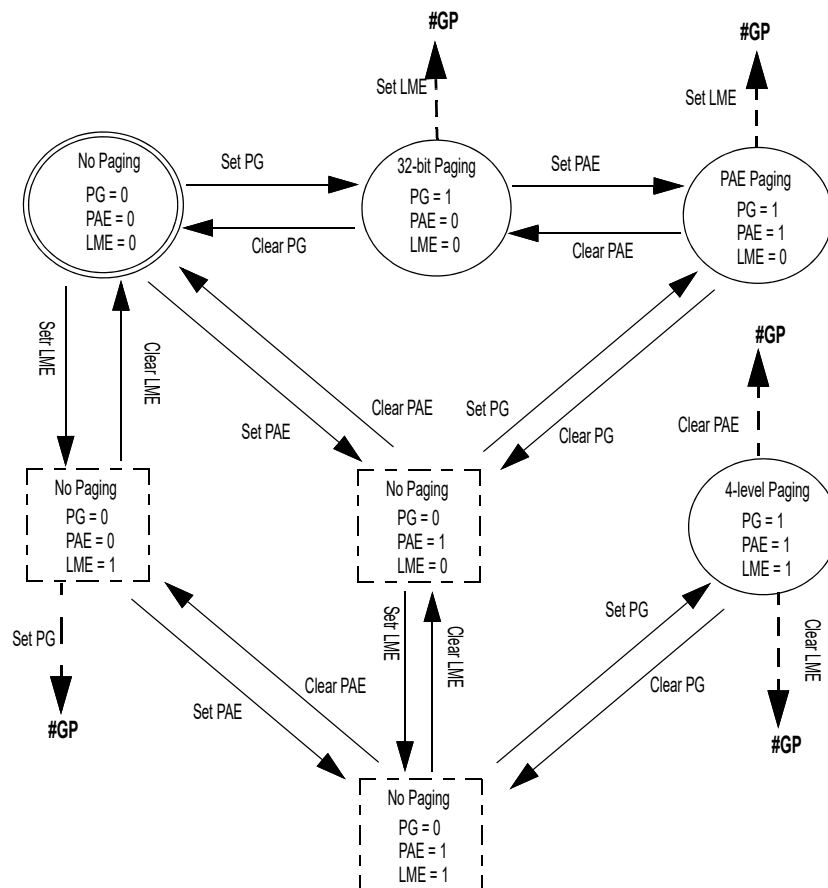 #GP
#GP
Set LME
Set LME
No Paging
PG = 0
PAE = 0
LME = 0
Set PG
Clear PG
32-bit Paging
PG = 1
PAE = 0
LME = 0
Set PAE
Clear PAE
PAE Paging
PG = 1
PAE = 1
LME = 0
Setr LME
Clear LME
Set PAE
Clear PAE
Set PG
Clear PG
#GP
Clear PAE
No Paging
PG = 0
PAE = 0
LME = 1
No Paging
PG = 0
PAE = 1
LME = 0
4-level Paging
PG = 1
PAE = 1
LME = 1
Set PG
#GP
Set PAE
Clear PAE
Setr LME
Clear LME
Set PG
Clear PG
Clear LME
#GP
No Paging
PG = 0
PAE = 1
LME = 1